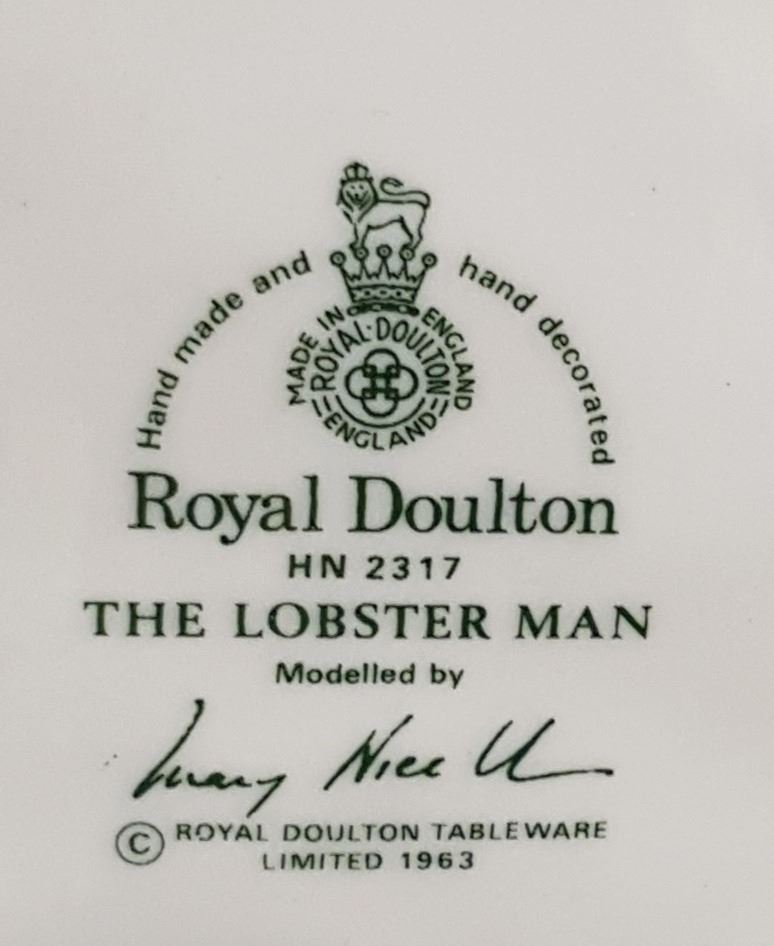 Hand made and hand decorated
MADE IN ENGLAND
ROYAL·DOULTON
ENGLAND
Royal Doulton
HN 2317
THE LOBSTER MAN
Modelled by
© ROYAL DOULTON TABLEWARE
LIMITED 1963